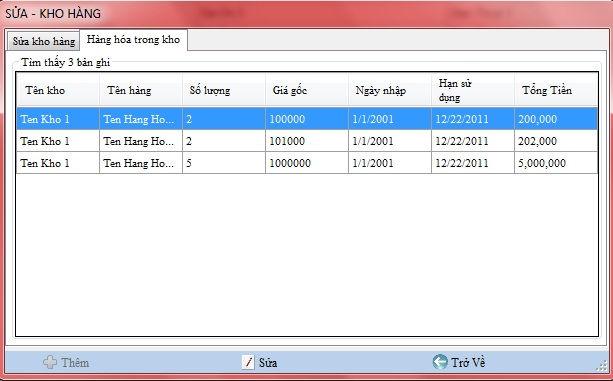 SỬA - KHO HÀNG
Sửa kho hàng Hàng hóa trong kho
Tìm thấy 3 bản ghi
Tên kho Tên hàng Số lượng Giá gốc Ngày nhập Hạn sử dụng Tổng Tiền
Ten Kho 1 Ten Hang Ho... 2 100000 1/1/2001 12/22/2011 200,000
Ten Kho 1 Ten Hang Ho... 2 101000 1/1/2001 12/22/2011 202,000
Ten Kho 1 Ten Hang Ho... 5 1000000 1/1/2001 12/22/2011 5,000,000
Thêm Sửa Trở Về